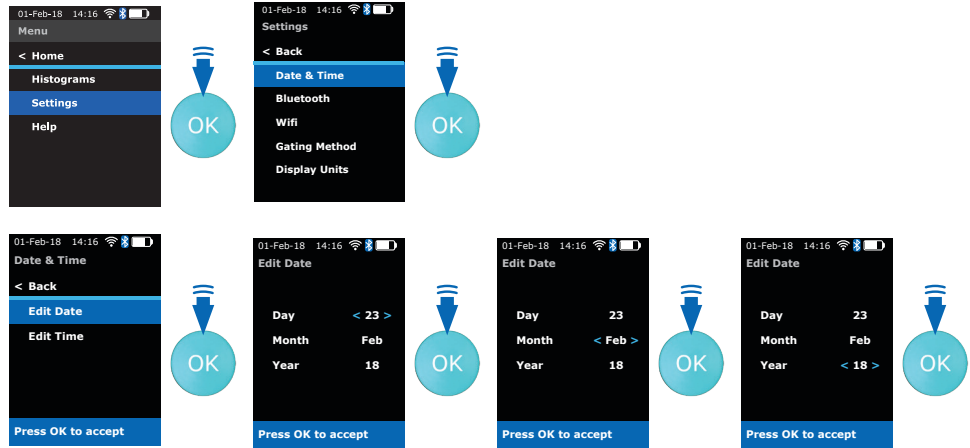 01-Feb-18 14:16
Menu
< Home
Histograms
Settings
Help
OK
01-Feb-18 14:16
Settings
< Back
Date & Time
Bluetooth
Wifi
Gating Method
Display Units
OK
01-Feb-18 14:16
Date & Time
< Back
Edit Date
Edit Time
Press OK to accept
OK
01-Feb-18 14:16
Edit Date
Day < 23 >
Month Feb
Year 18
Press OK to accept
OK
01-Feb-18 14:16
Edit Date
Day 23
Month < Feb >
Year 18
Press OK to accept
OK
01-Feb-18 14:16
Edit Date
Day 23
Month Feb
Year < 18 >
Press OK to accept
OK